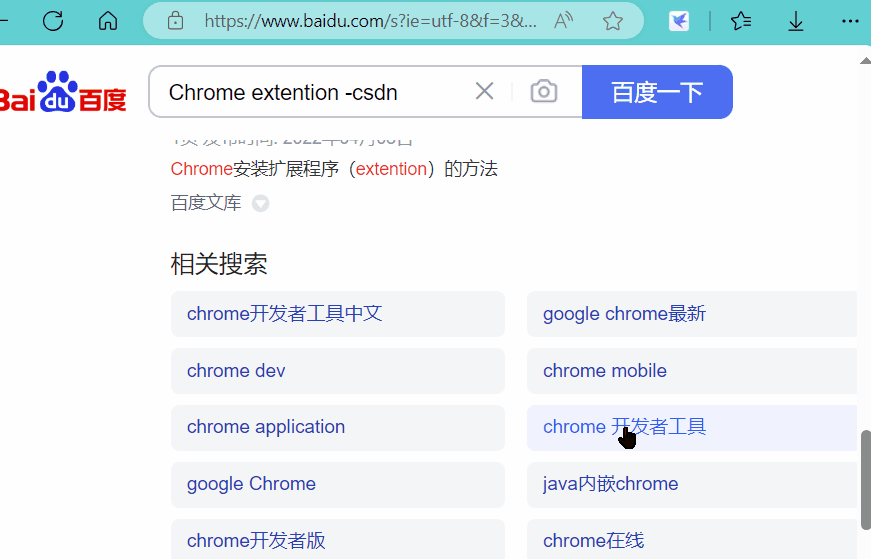 https://www.baidu.com/s?ie=utf-8&f=3&...
Bai du 百度
Chrome extention -csdn
百度一下
Chrome安装扩展程序（extention）的方法
百度文库
相关搜索
chrome开发者工具中文
google chrome最新
chrome dev
chrome mobile
chrome application
chrome 开发者工具
google Chrome
java内嵌chrome
chrome开发者版
chrome在线